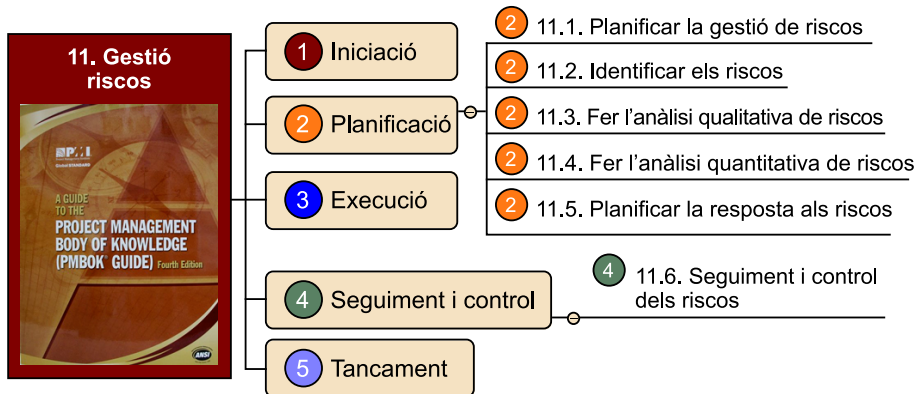 11. Gestió
riscos
PMI
A GUIDE
TO THE
PROJECT MANAGEMENT
BODY OF KNOWLEDGE
(PMBOK® GUIDE) Fourth Edition
ANSI
1 Iniciació
2 Planificació
2 11.1. Planificar la gestió de riscos
2 11.2. Identificar els riscos
2 11.3. Fer l'anàlisi qualitativa de riscos
2 11.4. Fer l'anàlisi quantitativa de riscos
2 11.5. Planificar la resposta als riscos
3 Execució
4 Seguiment i control
4 11.6. Seguiment i control
dels riscos
5 Tancament